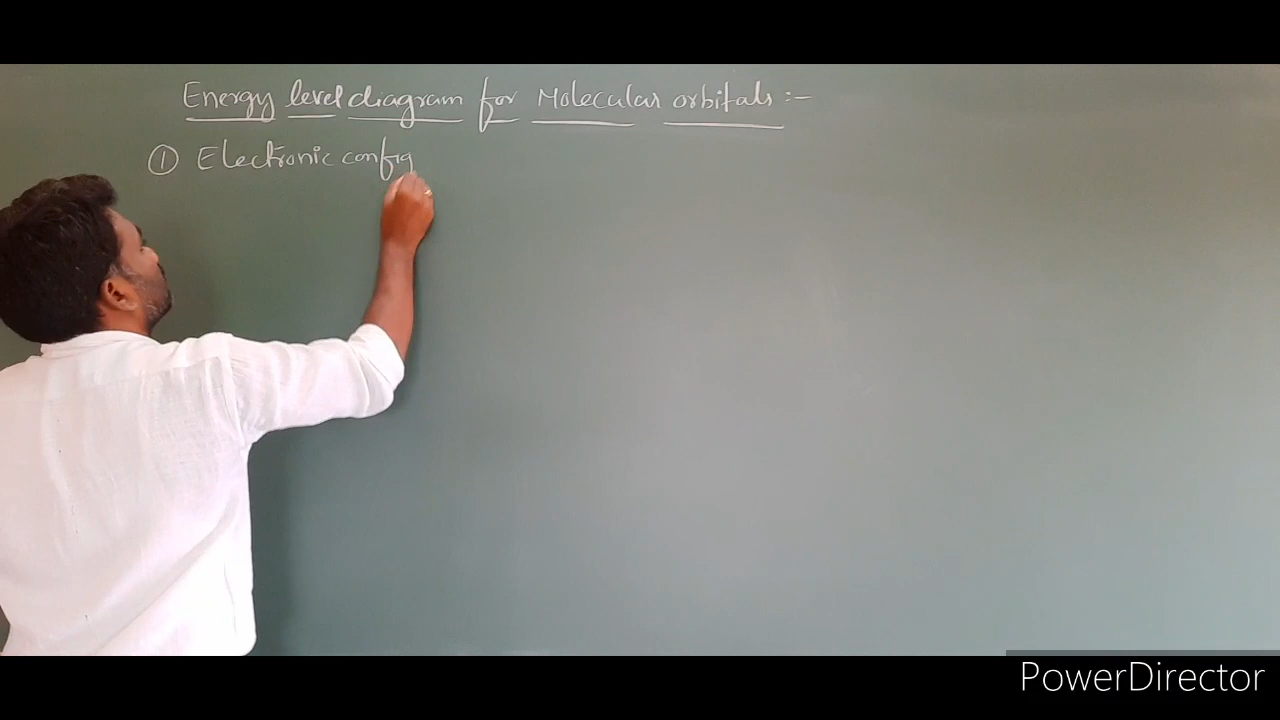 Energy level diagram for Molecular orbitals :-
① Electronic config
PowerDirector